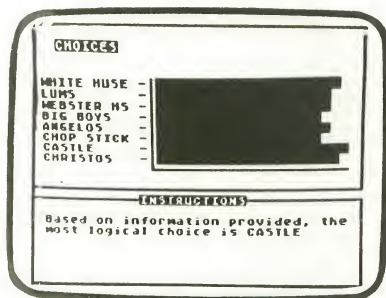 CHOICES
WHITE HUSE -
LUMS -
WEBSTER HS -
BIG BOYS -
ANGELOS -
CHOP STICK -
CASTLE -
CHRISTOS -
INSTRUCTIONS
Based on information provided, the
most logical choice is CASTLE